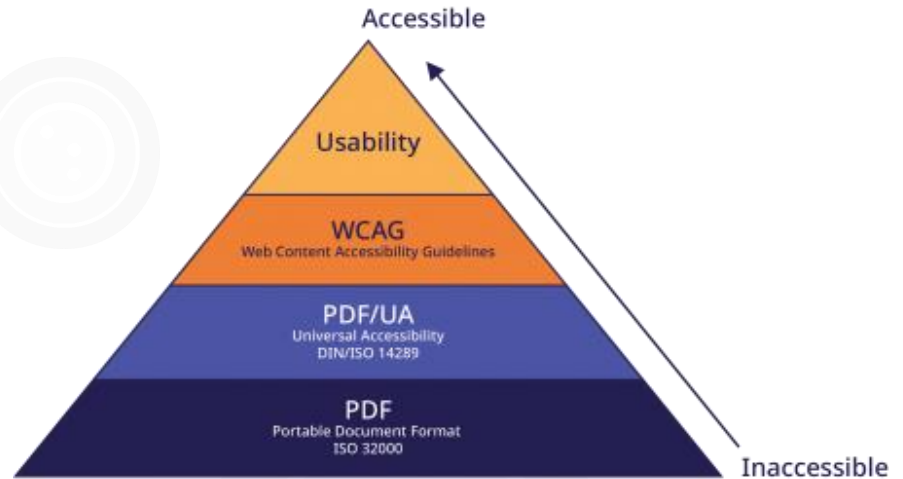 Accessible
Usability
WCAG
Web Content Accessibility Guidelines
PDF/UA
Universal Accessibility
DIN/ISO 14289
PDF
Portable Document Format
ISO 32000
Inaccessible